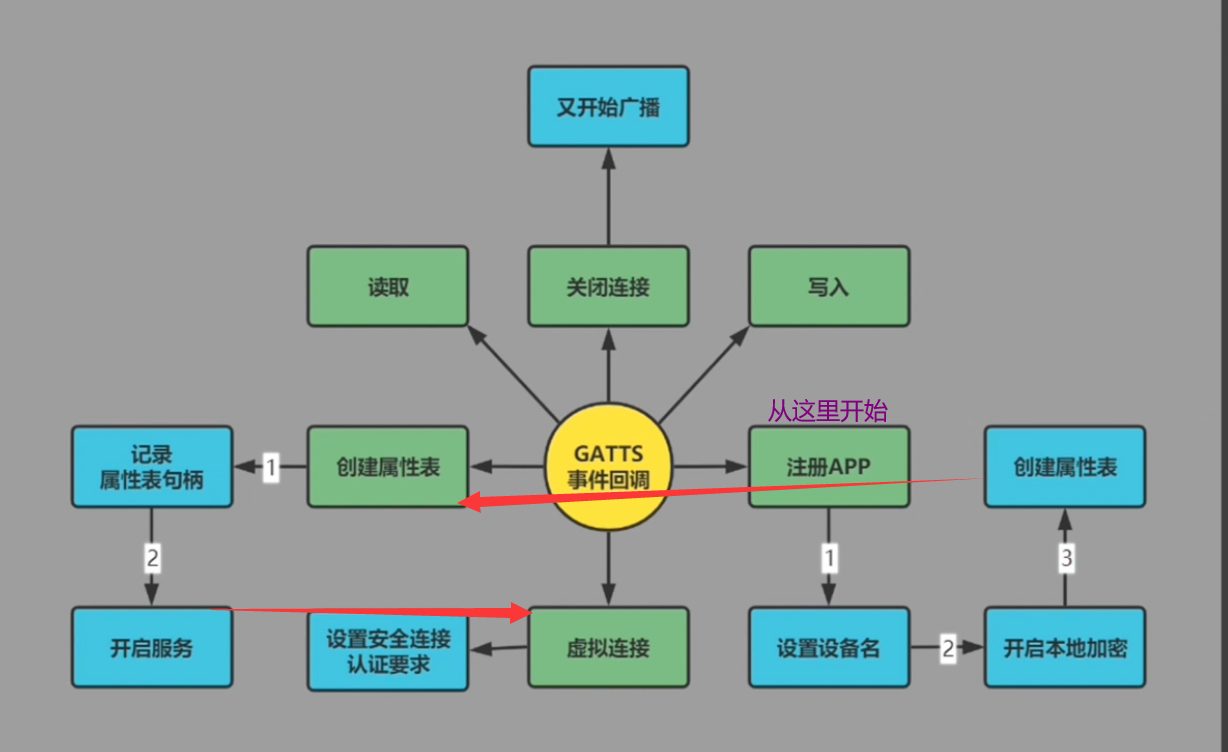 又开始广播
读取
关闭连接
写入
从这里开始
记录
属性表句柄
1
创建属性表
GATTS
事件回调
注册APP
创建属性表
2
1
3
开启服务
设置安全连接
认证要求
虚拟连接
设置设备名
2
开启本地加密